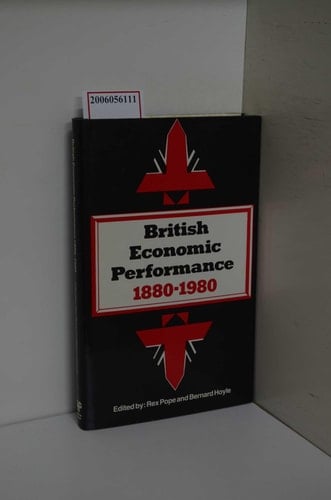 2006056111
British
Economic
Performance
1880-1980
Edited by: Rex Pope and Bernard Hoyle